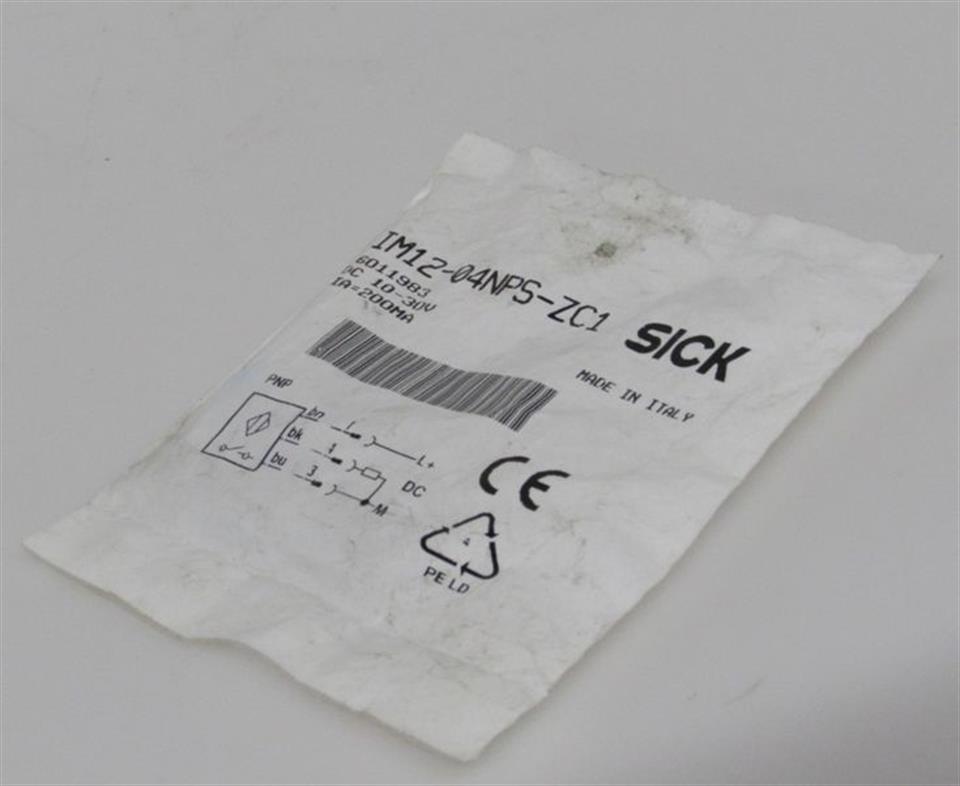 IM12-04NPS-ZC1
6011983
DC 10-30V
IA=200MA
SICK
MADE IN ITALY
PNP
bn 1 L+
bk 4
DC
bu 3 M
CE
4
PE LD